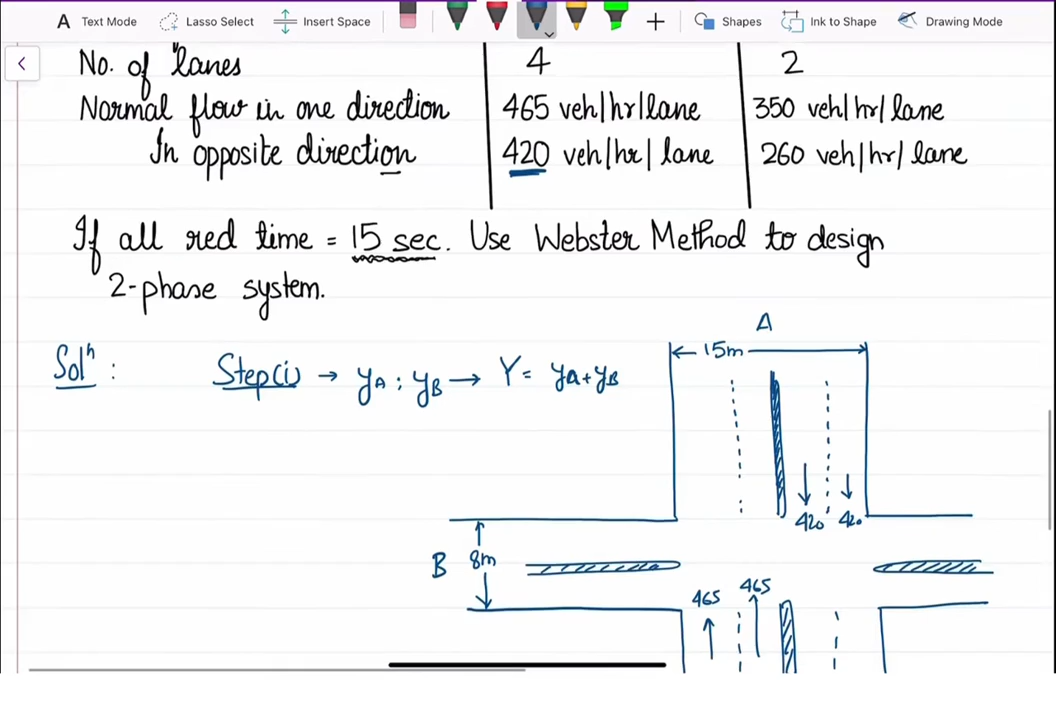 Text Mode Lasso Select Insert Space Shapes Ink to Shape Drawing Mode
No. of lanes 4 2
Normal flow in one direction 465 veh/hr/lane 350 veh/hr/lane
In opposite direction 420 veh/hr/lane 260 veh/hr/lane
If all red time = 15 sec. Use Webster Method to design
2-phase system.
A
← 15m →
Solⁿ : Step(i) → yA ; yB → Y = yA + yB
420 420
B 8m
465 465